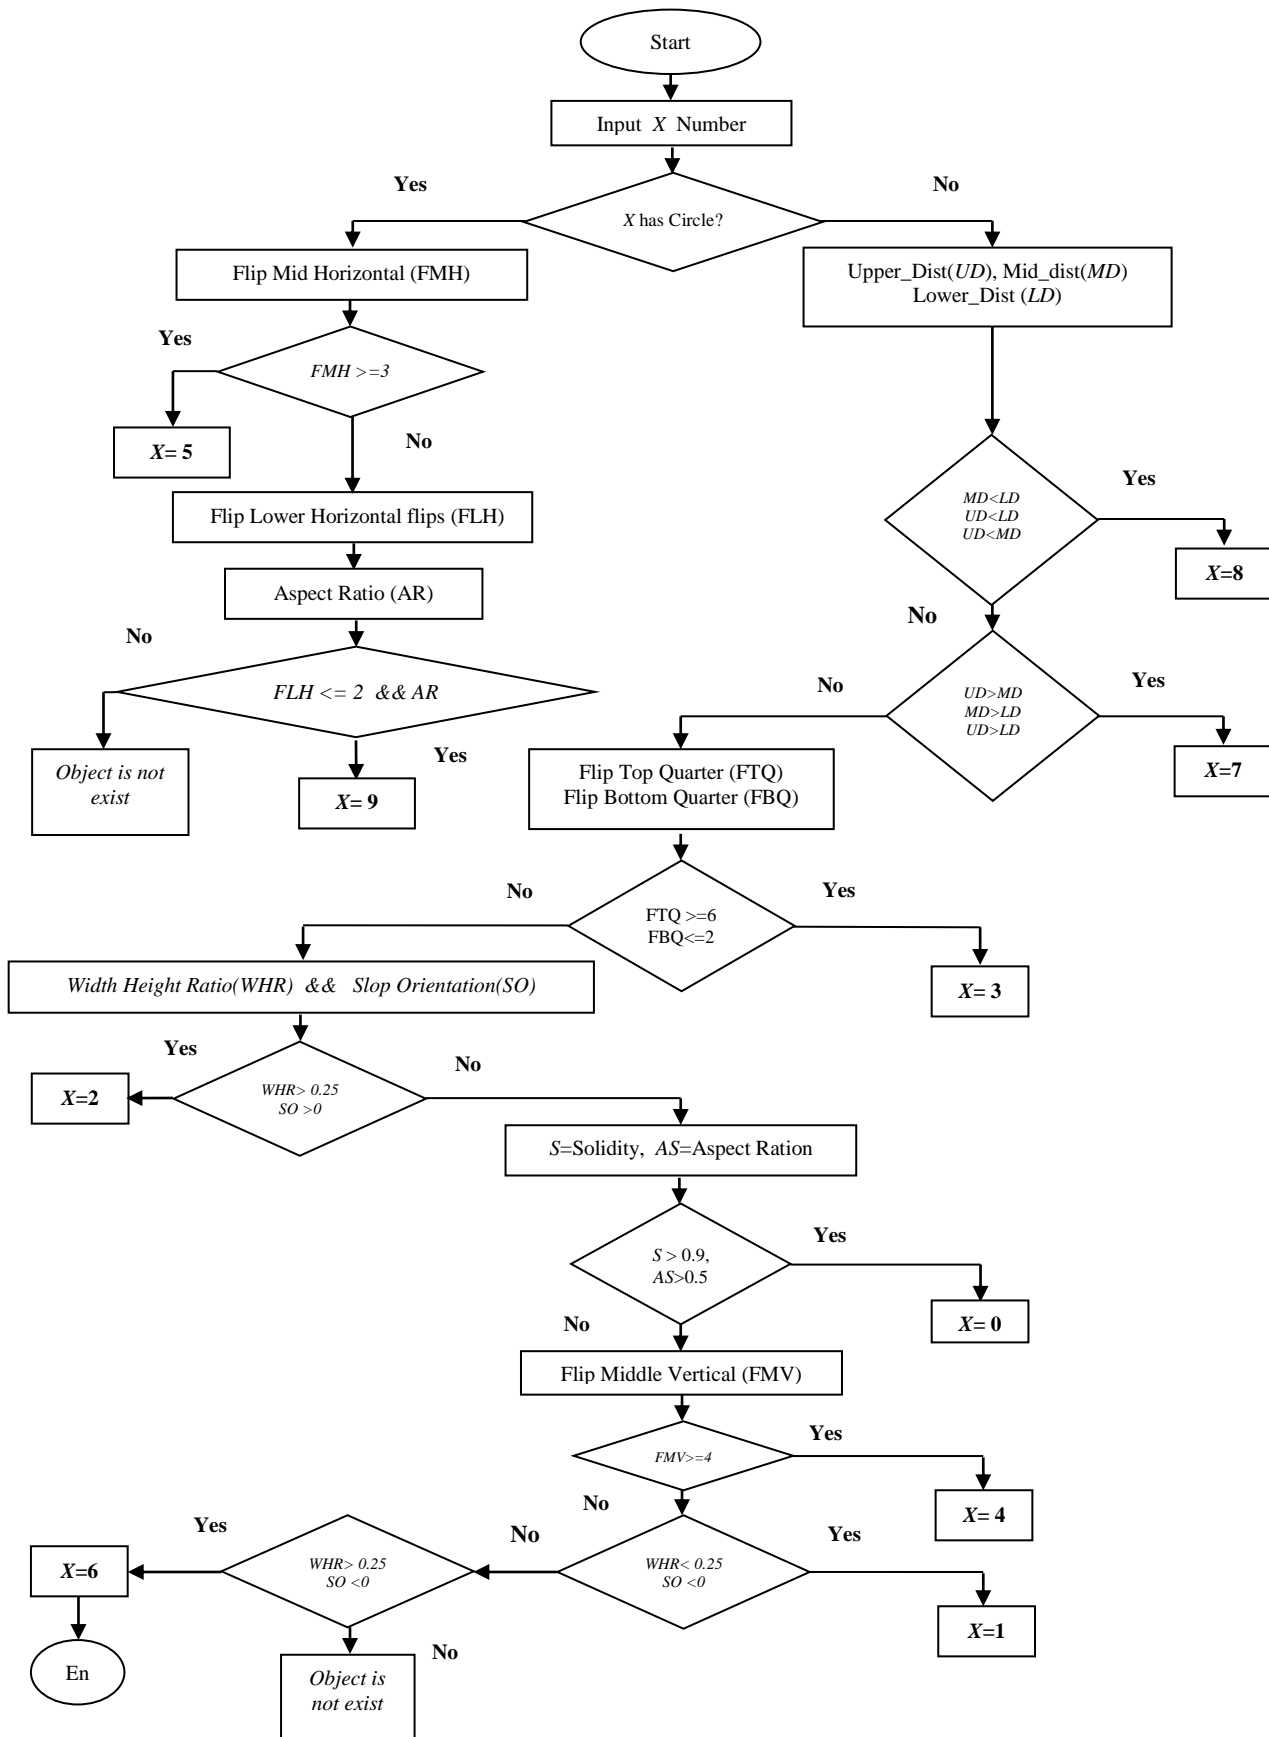 Start
Input X Number
Yes
No
X has Circle?
Flip Mid Horizontal (FMH)
Upper_Dist(UD), Mid_dist(MD)
Lower_Dist (LD)
Yes
FMH >=3
X= 5
No
Flip Lower Horizontal flips (FLH)
MD<LD
UD<LD
UD<MD
Yes
X=8
Aspect Ratio (AR)
No
No
FLH <= 2 && AR
No
UD>MD
MD>LD
UD>LD
Yes
X=7
Object is not
exist
Yes
X= 9
Flip Top Quarter (FTQ)
Flip Bottom Quarter (FBQ)
No
Yes
FTQ >=6
FBQ<=2
X= 3
Width Height Ratio(WHR) && Slop Orientation(SO)
Yes
No
X=2
WHR> 0.25
SO >0
S=Solidity, AS=Aspect Ration
Yes
S > 0.9,
AS>0.5
X= 0
No
Flip Middle Vertical (FMV)
Yes
FMV>=4
X= 4
No
Yes
No
Yes
X=6
WHR> 0.25
SO <0
WHR< 0.25
SO <0
X=1
En
No
Object is
not exist